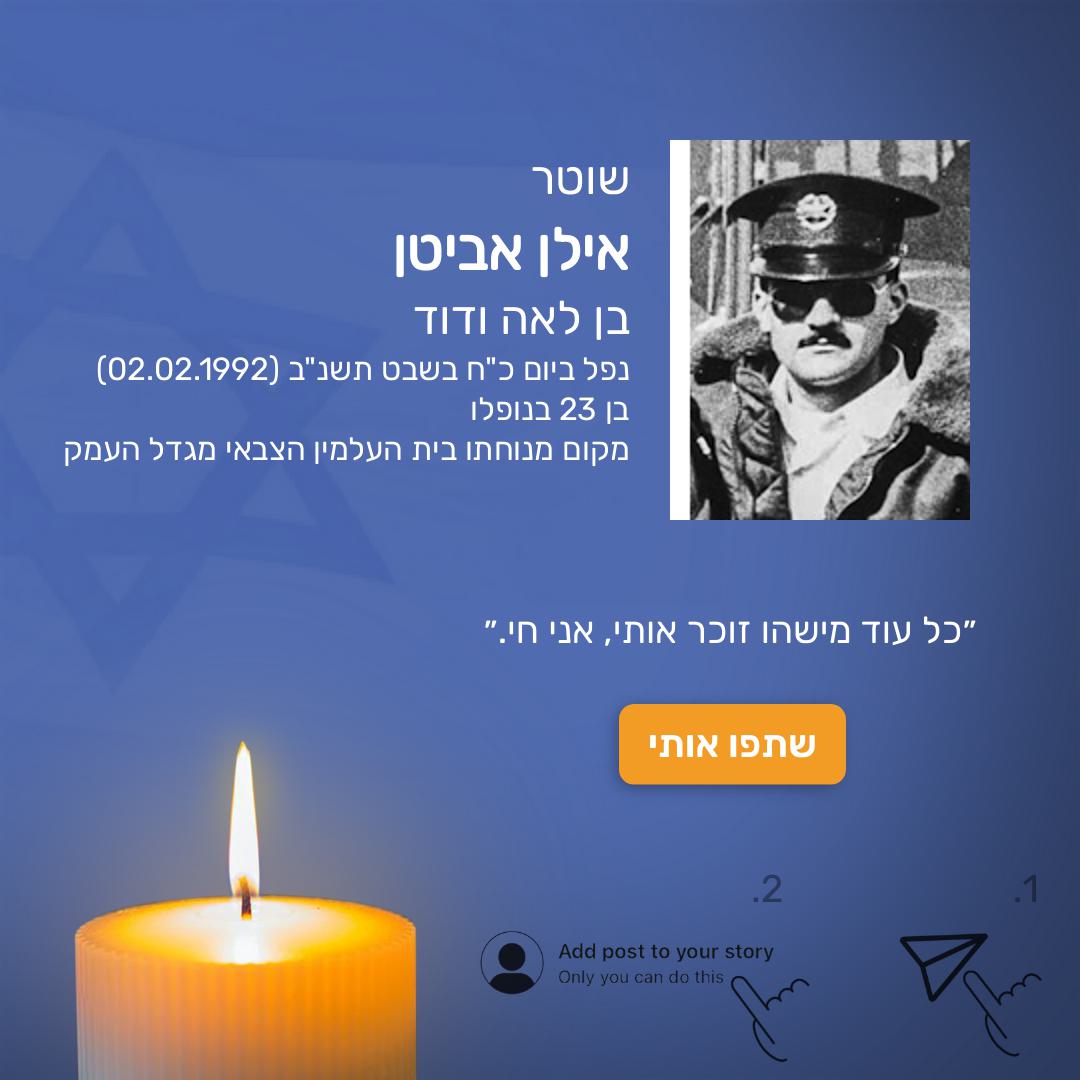 שוטר
אילן אביטן
בן לאה ודוד
נפל ביום כ"ח בשבט תשנ"ב (02.02.1992)
בן 23 בנופלו
מקום מנוחתו בית העלמין הצבאי מגדל העמק
״כל עוד מישהו זוכר אותי, אני חי.״
שתפו אותי
.1
.2
Add post to your story
Only you can do this